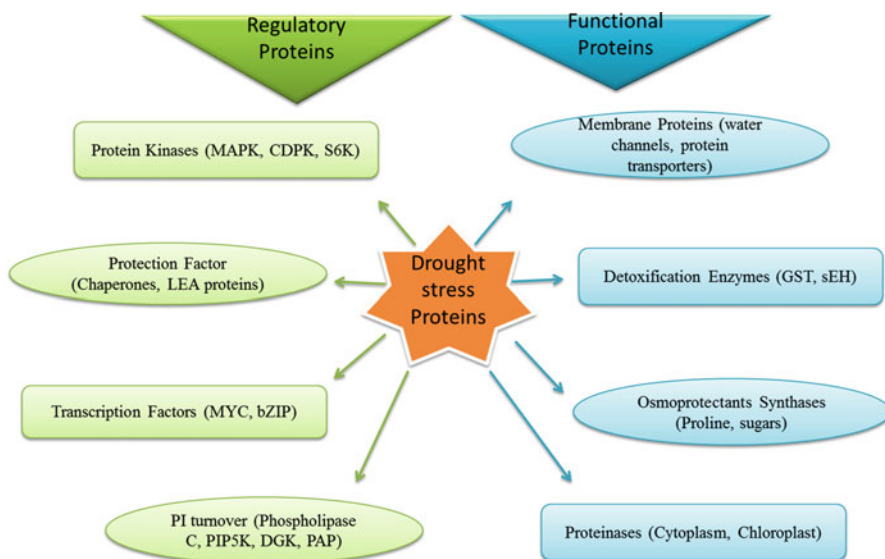 Regulatory
Proteins
Functional
Proteins
Protein Kinases (MAPK, CDPK, S6K)
Membrane Proteins (water
channels, protein
transporters)
Protection Factor
(Chaperones, LEA proteins)
Drought
stress
Proteins
Detoxification Enzymes (GST, sEH)
Transcription Factors (MYC, bZIP)
Osmoprotectants Synthases
(Proline, sugars)
PI turnover (Phospholipase
C, PIP5K, DGK, PAP)
Proteinases (Cytoplasm, Chloroplast)